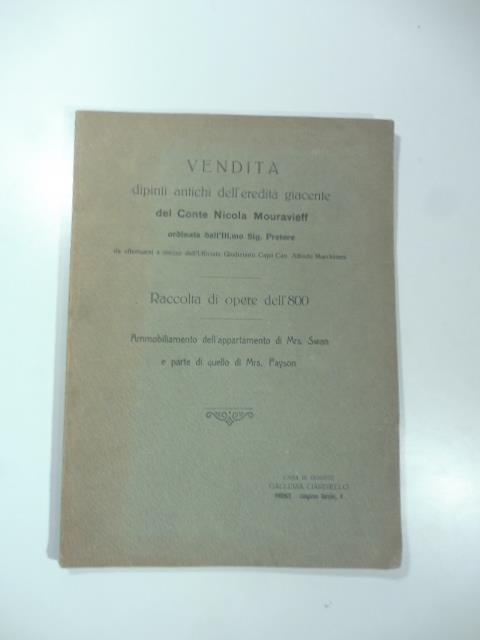 VENDITA
dipinti antichi dell'eredità giacente
del Conte Nicola Mouravieff
ordinata dall'Ill.mo Sig. Pretore
da effettuarsi a mezzo dell'Ufficiale Giudiziario Capo Cav. Alfredo
Raccolta di opere dell'800
Ammobiliamento dell'appartamento di Mrs. Swan
e parte di quello di Mrs. Payson
CASA DI VENDITE
GALLERIA CIARDIELLO
FIRENZE - Lungarno 4